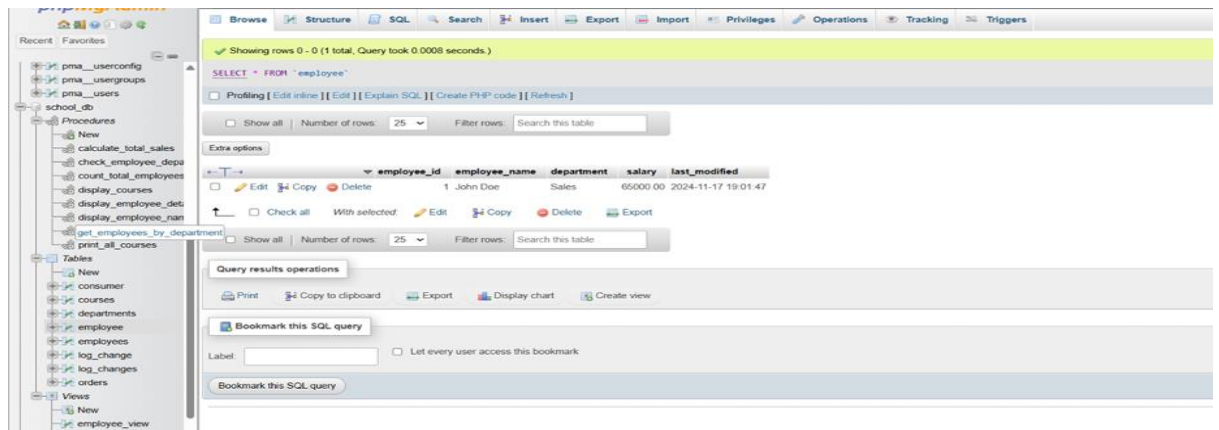 phpMyAdmin
Recent Favorites
pma__userconfig
pma__usergroups
pma__users
school_db
Procedures
New
calculate_total_sales
check_employee_depa
count_total_employees
display_courses
display_employee_deta
display_employee_nam
get_employees_by_department
print_all_courses
Tables
New
consumer
courses
departments
employee
employees
log_change
log_changes
orders
Views
New
employee_view
Browse Structure SQL Search Insert Export Import Privileges Operations Tracking Triggers
Showing rows 0 - 0 (1 total, Query took 0.0008 seconds.)
SELECT * FROM `employee`
Profiling [ Edit inline ] [ Edit ] [ Explain SQL ] [ Create PHP code ] [ Refresh ]
Show all | Number of rows: 25 Filter rows: Search this table
Extra options
←T→ employee_id employee_name department salary last_modified
Edit Copy Delete 1 John Doe Sales 65000.00 2024-11-17 19:01:47
Check all With selected: Edit Copy Delete Export
Show all | Number of rows: 25 Filter rows: Search this table
Query results operations
Print Copy to clipboard Export Display chart Create view
Bookmark this SQL query
Label: Let every user access this bookmark
Bookmark this SQL query